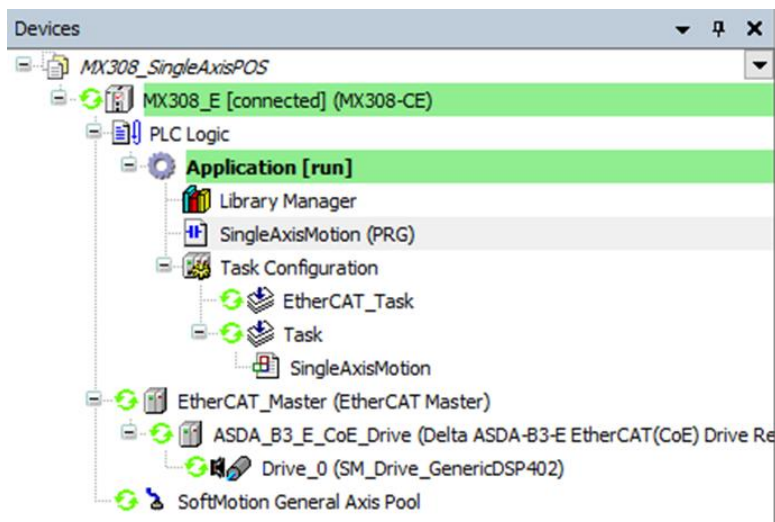 Devices
MX308_SingleAxisPOS
MX308_E [connected] (MX308-CE)
PLC Logic
Application [run]
Library Manager
SingleAxisMotion (PRG)
Task Configuration
EtherCAT_Task
Task
SingleAxisMotion
EtherCAT_Master (EtherCAT Master)
ASDA_B3_E_CoE_Drive (Delta ASDA-B3-E EtherCAT(CoE) Drive Re
Drive_0 (SM_Drive_GenericDSP402)
SoftMotion General Axis Pool